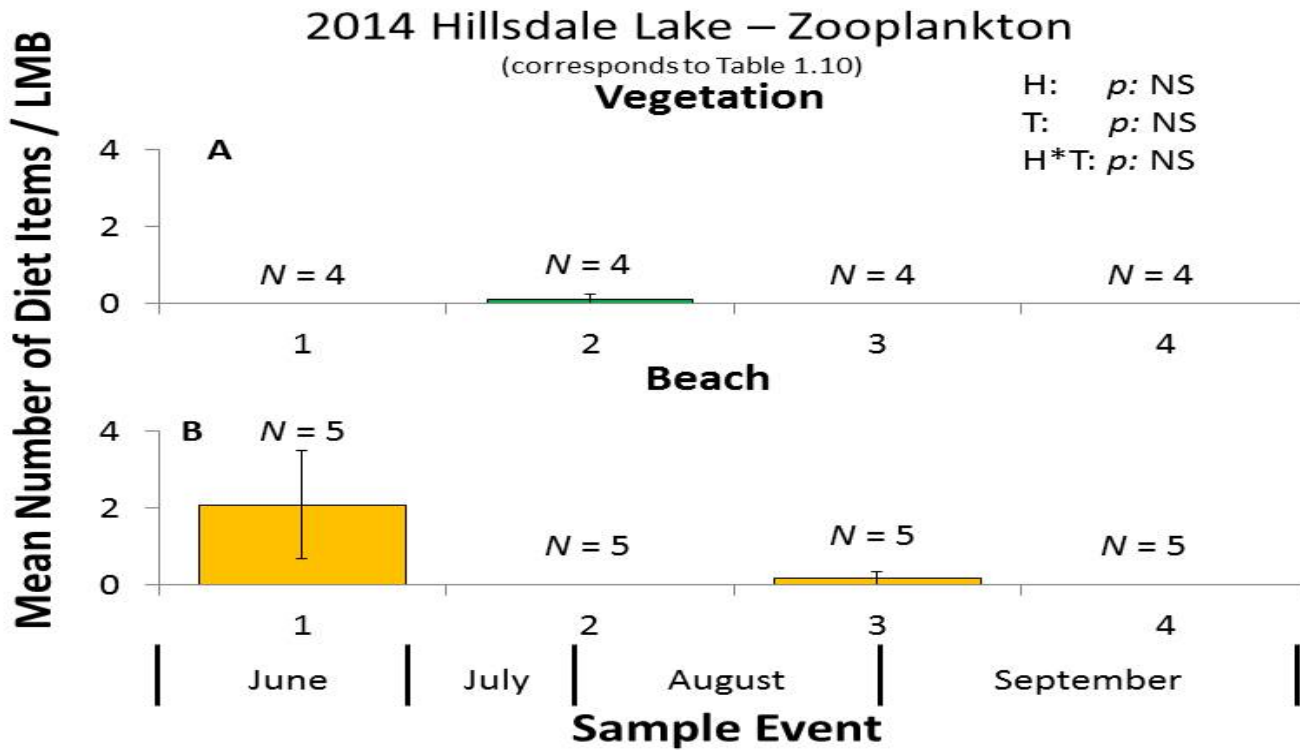 2014 Hillsdale Lake – Zooplankton
(corresponds to Table 1.10)
Vegetation
H: p: NS
T: p: NS
H*T: p: NS
Mean Number of Diet Items / LMB
A
4
2
0
N = 4
N = 4
N = 4
N = 4
1 2 3 4
Beach
B
4
2
0
N = 5
N = 5
N = 5
N = 5
1 2 3 4
June July August September
Sample Event